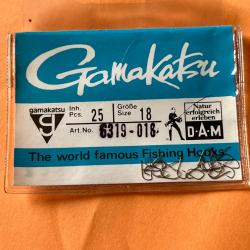 Gamakatsu
gamakatsu
G
Inh. Pcs. 25 Größe Size 18
Art.No. 6319-018
Natur
erfolgreich
erleben
D·A·M
The world famous Fishing Hooks